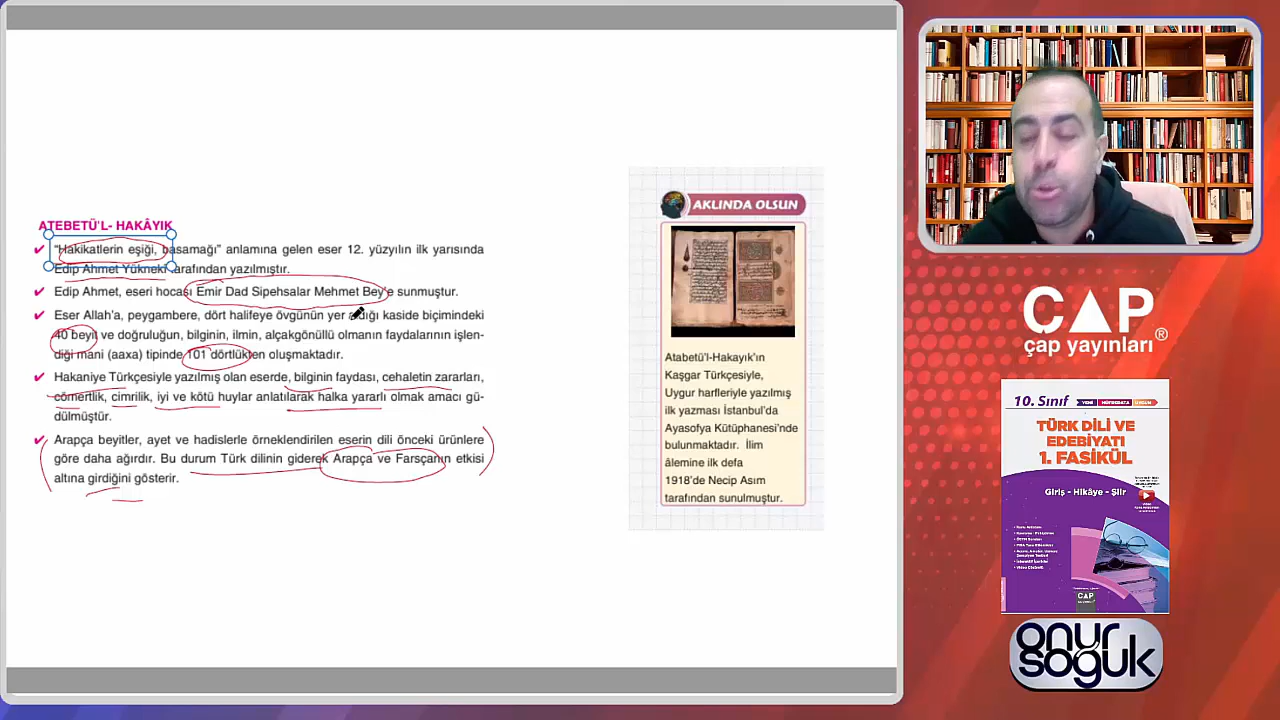 ATEBETÜ'L- HAKÂYIK
✔ "Hakikatlerin eşiği, basamağı" anlamına gelen eser 12. yüzyılın ilk yarısında
Edip Ahmet Yükneki tarafından yazılmıştır.
✔ Edip Ahmet, eseri hocası Emir Dad Sipehsalar Mehmet Bey'e sunmuştur.
✔ Eser Allah'a, peygambere, dört halifeye övgünün yer aldığı kaside biçimindeki
40 beyit ve doğruluğun, bilginin, ilmin, alçakgönüllü olmanın faydalarının işlen-
diği mani (aaxa) tipinde 101 dörtlükten oluşmaktadır.
✔ Hakaniye Türkçesiyle yazılmış olan eserde, bilginin faydası, cehaletin zararları,
cömertlik, cimrilik, iyi ve kötü huylar anlatılarak halka yararlı olmak amacı gü-
dülmüştür.
✔ Arapça beyitler, ayet ve hadislerle örneklendirilen eserin dili önceki ürünlere
göre daha ağırdır. Bu durum Türk dilinin giderek Arapça ve Farsçanın etkisi
altına girdiğini gösterir.
AKLINDA OLSUN
Atabetü'l-Hakayık'ın
Kaşgar Türkçesiyle,
Uygur harfleriyle yazılmış
ilk yazması İstanbul'da
Ayasofya Kütüphanesi'nde
bulunmaktadır. İlim
âlemine ilk defa
1918'de Necip Asım
tarafından sunulmuştur.
ÇAP
çap yayınları®
10. Sınıf
TÜRK DİLİ VE
EDEBİYATI
1. FASİKÜL
Giriş - Hikâye - Şiir
ÇAP
onur
soğuk